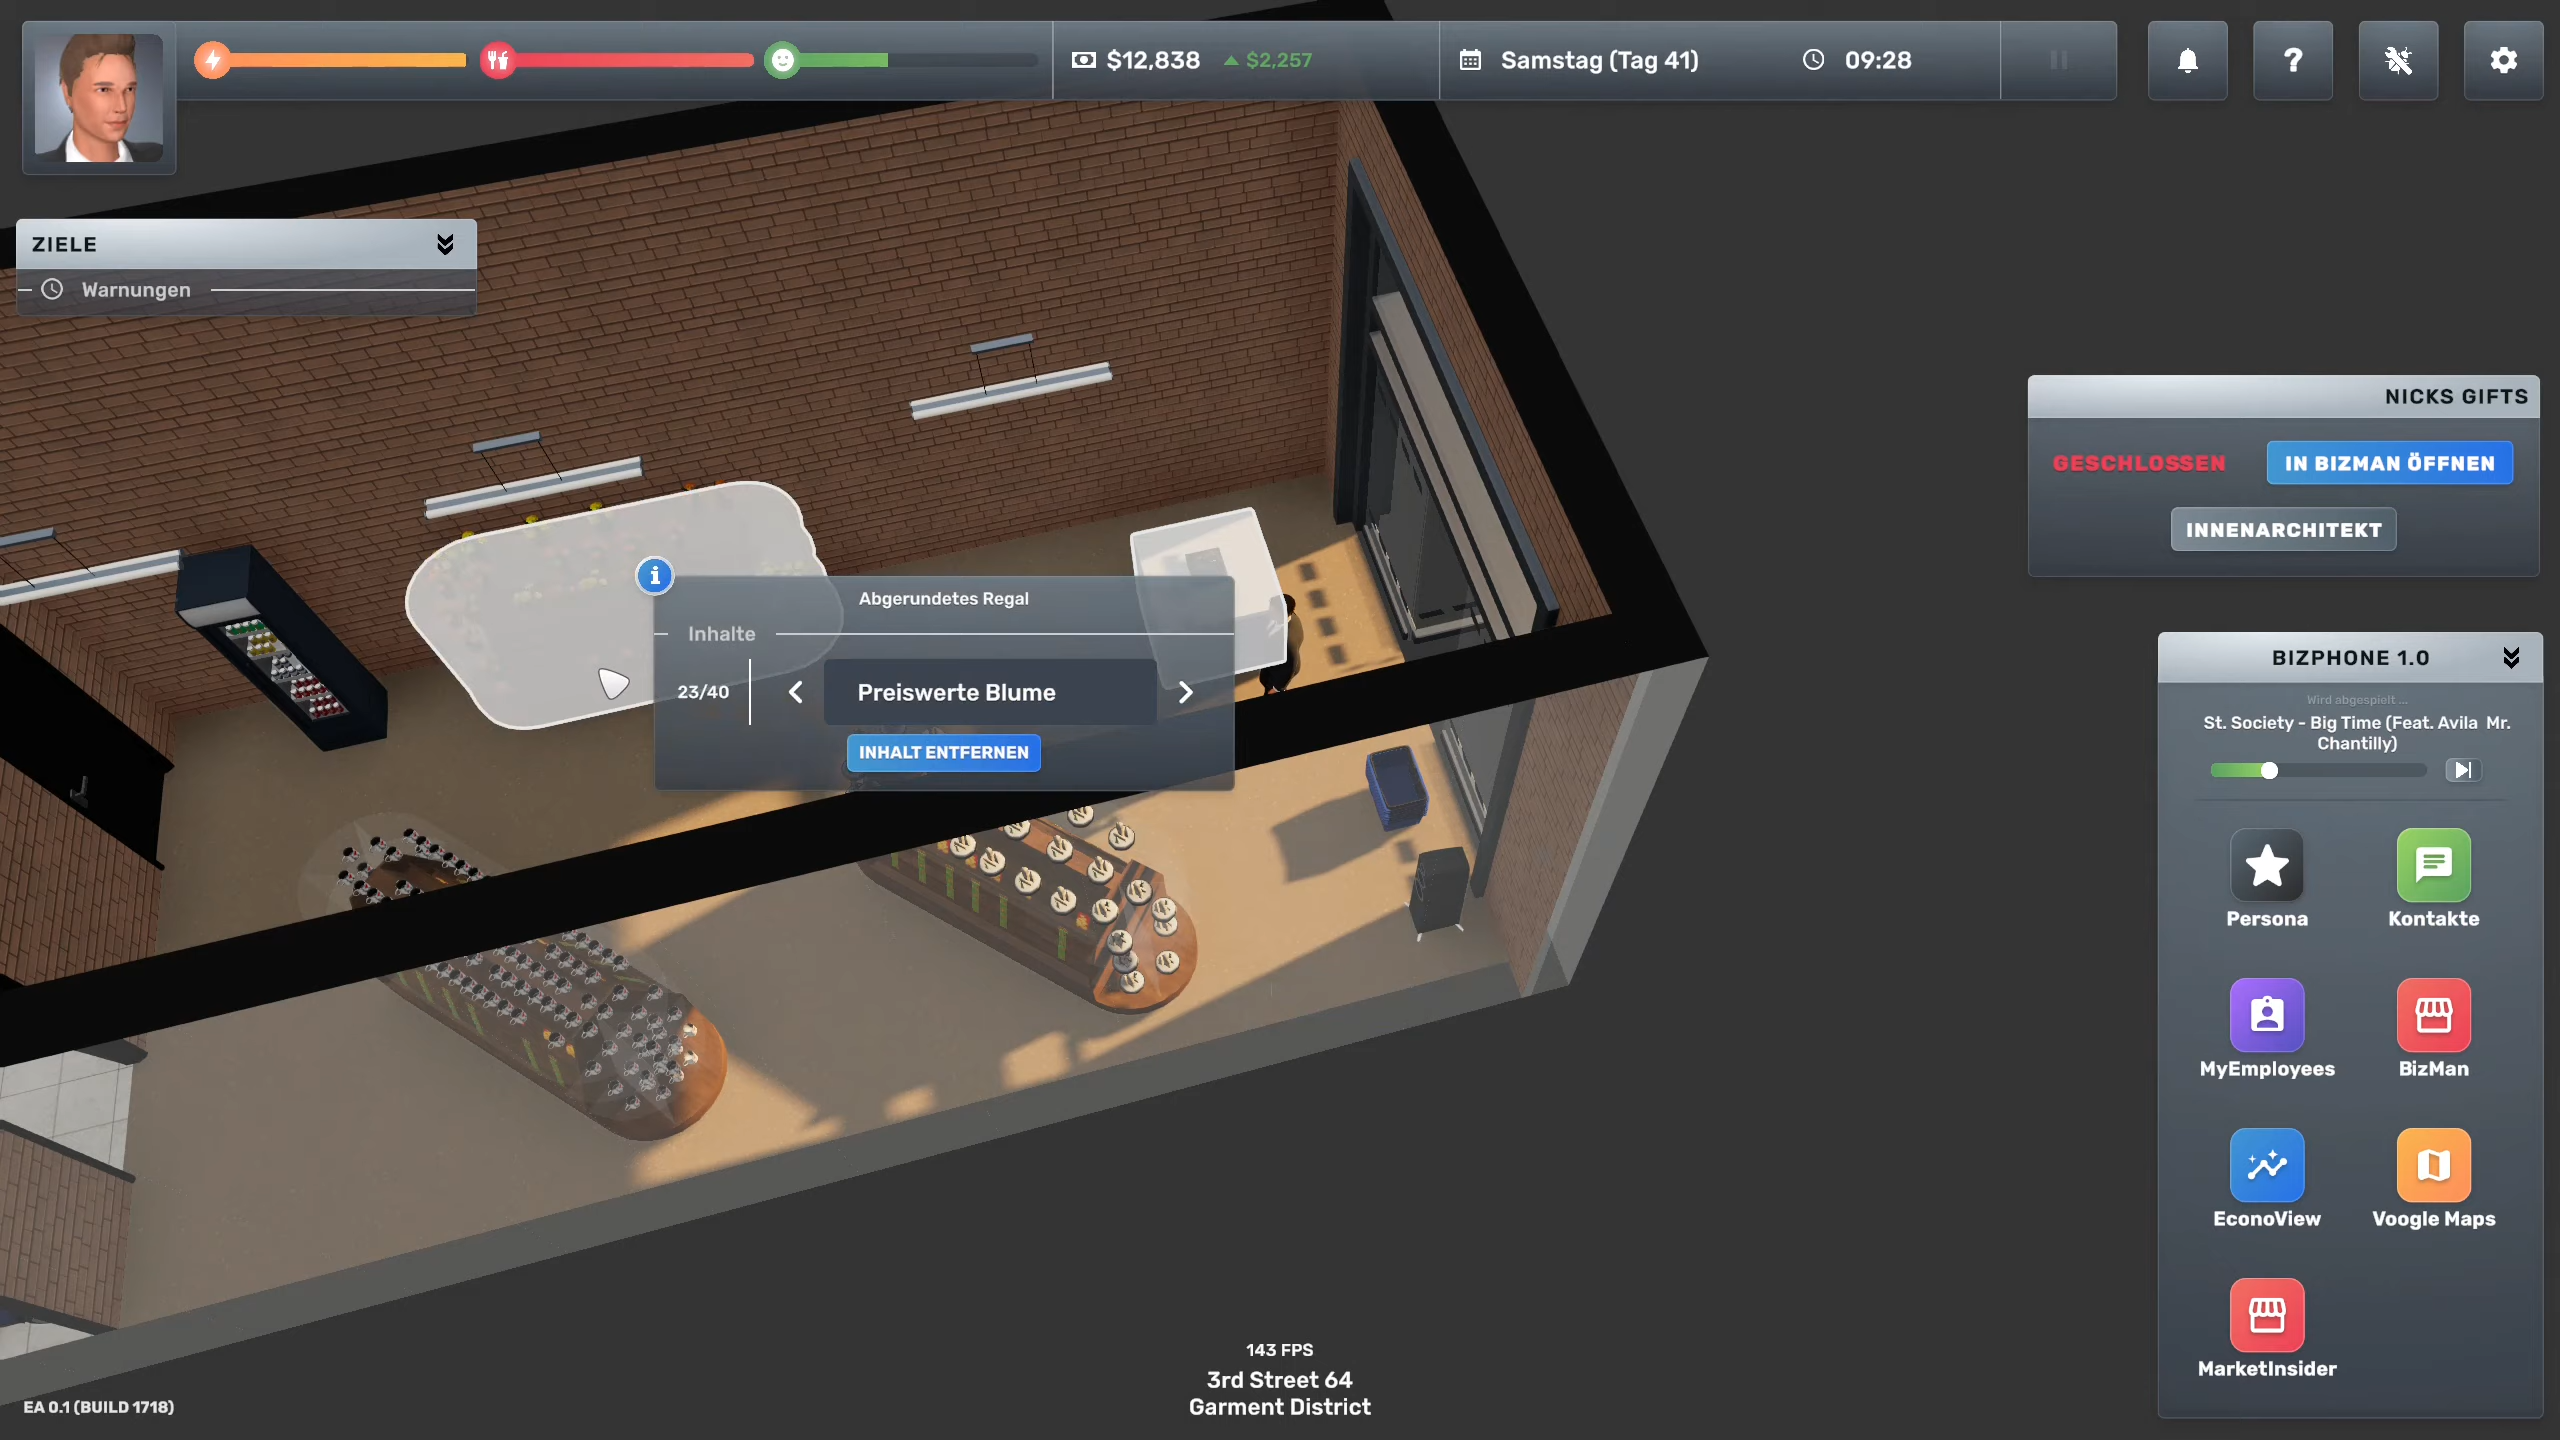 $12,838
$2,257
Samstag (Tag 41)
09:28
ZIELE
Warnungen
NICKS GIFTS
GESCHLOSSEN
IN BIZMAN ÖFFNEN
INNENARCHITEKT
Abgerundetes Regal
Inhalte
23/40
Preiswerte Blume
INHALT ENTFERNEN
BIZPHONE 1.0
Wird abgespielt ...
St. Society - Big Time (Feat. Avila Mr.
Chantilly)
Persona
Kontakte
MyEmployees
BizMan
EconoView
Voogle Maps
MarketInsider
143 FPS
3rd Street 64
Garment District
EA 0.1 (BUILD 1718)